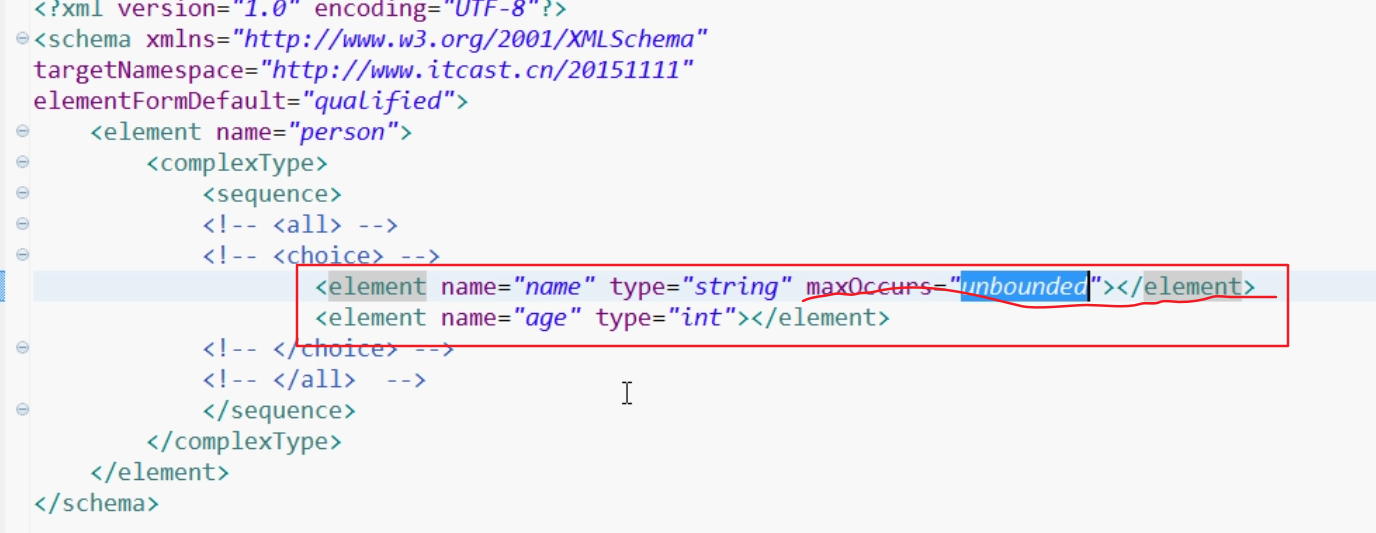 <?xml version="1.0" encoding="UTF-8"?>
<schema xmlns="http://www.w3.org/2001/XMLSchema"
targetNamespace="http://www.itcast.cn/20151111"
elementFormDefault="qualified">
<element name="person">
<complexType>
<sequence>
<!-- <all> -->
<!-- <choice> -->
<element name="name" type="string" maxOccurs="unbounded"></element>
<element name="age" type="int"></element>
<!-- </choice> -->
<!-- </all>  -->
</sequence>
</complexType>
</element>
</schema>